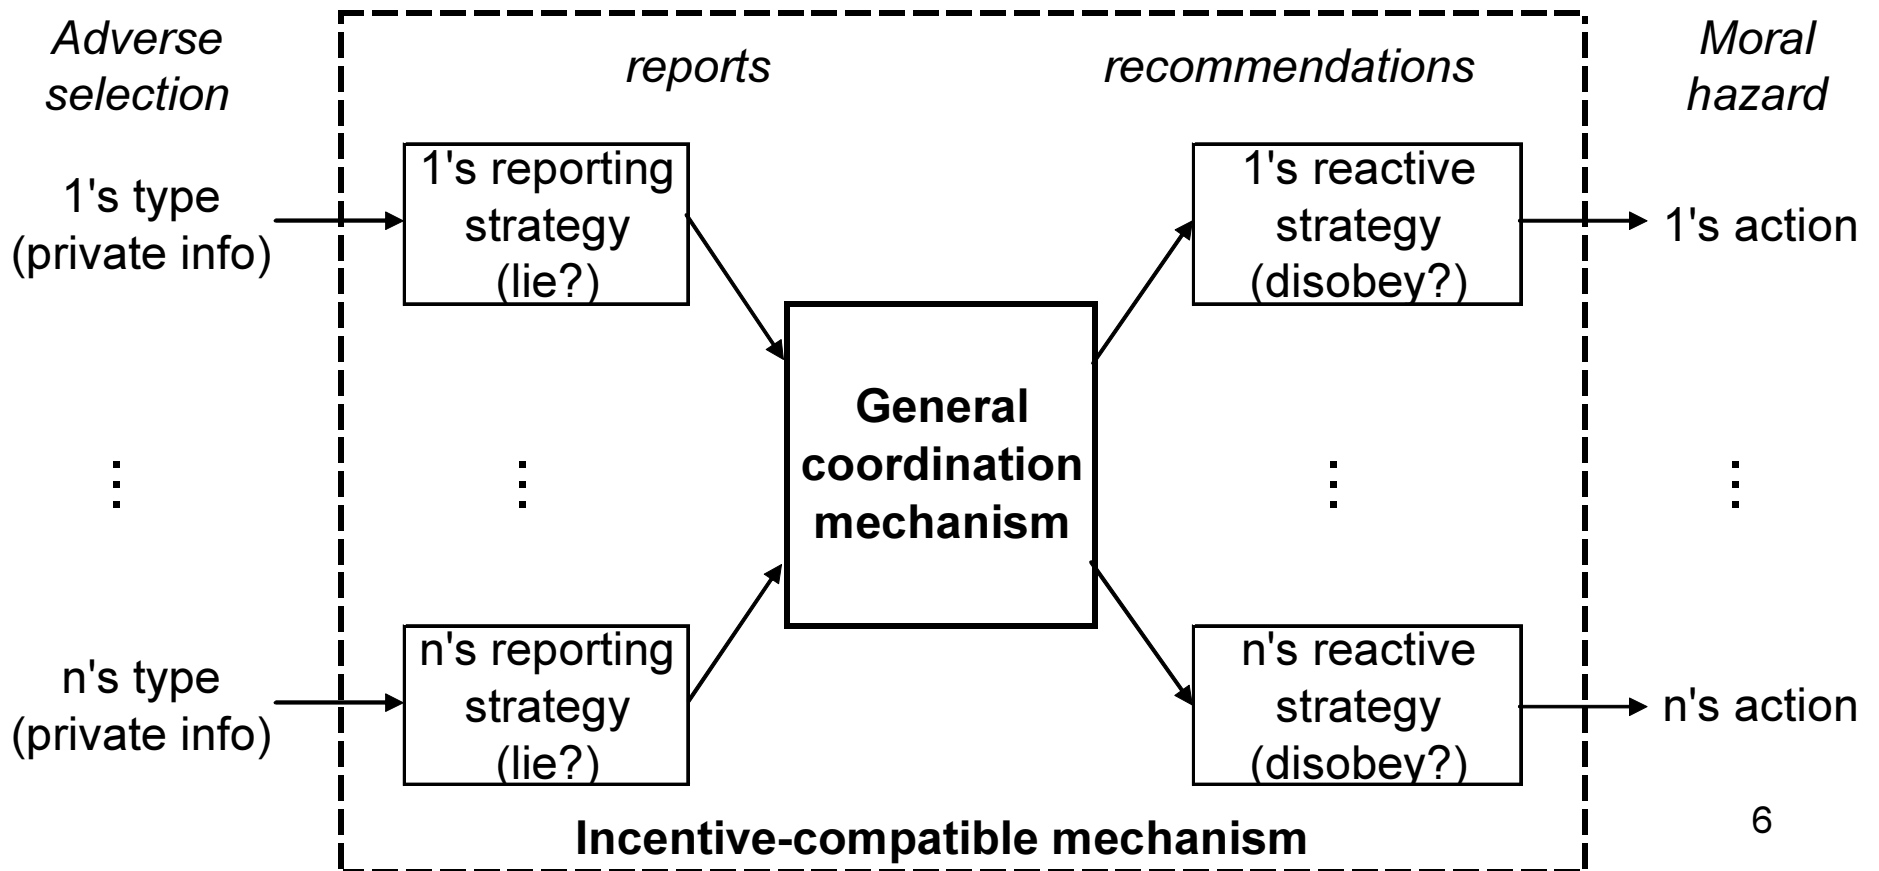 Adverse
selection
reports
recommendations
Moral
hazard
1's type
(private info)
1's reporting
strategy
(lie?)
1's reactive
strategy
(disobey?)
1's action
General
coordination
mechanism
n's type
(private info)
n's reporting
strategy
(lie?)
n's reactive
strategy
(disobey?)
n's action
Incentive-compatible mechanism
6